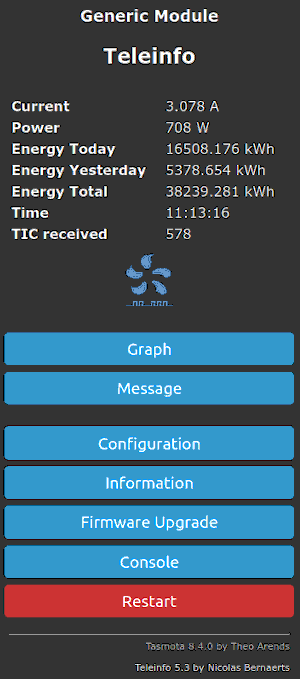 Generic Module
Teleinfo
Current 3.078 A
Power 708 W
Energy Today 16508.176 kWh
Energy Yesterday 5378.654 kWh
Energy Total 38239.281 kWh
Time 11:13:16
TIC received 578
Graph
Message
Configuration
Information
Firmware Upgrade
Console
Restart
Tasmota 8.4.0 by Theo Arends
Teleinfo 5.3 by Nicolas Bernaerts